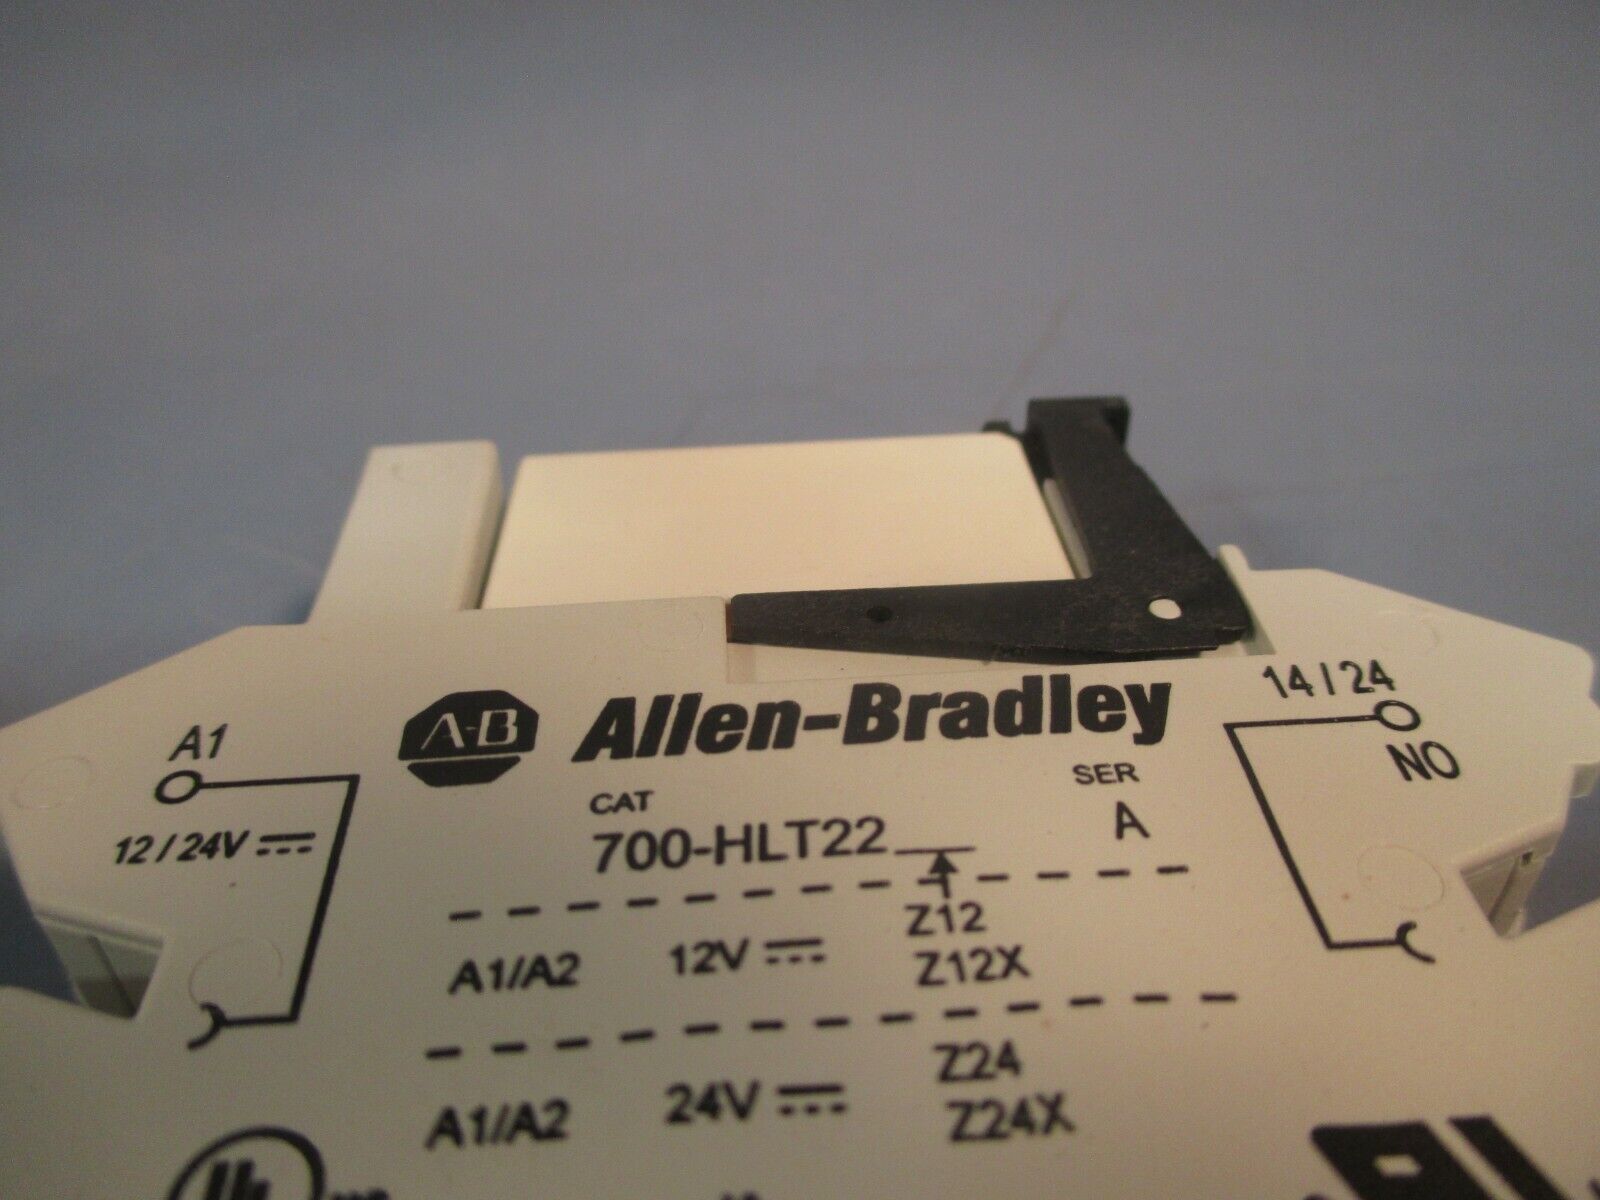 A-B Allen-Bradley
14/24
NO
A1
12/24V
CAT
SER
700-HLT22__ A
A1/A2 12V Z12
Z12X
A1/A2 24V Z24
Z24X